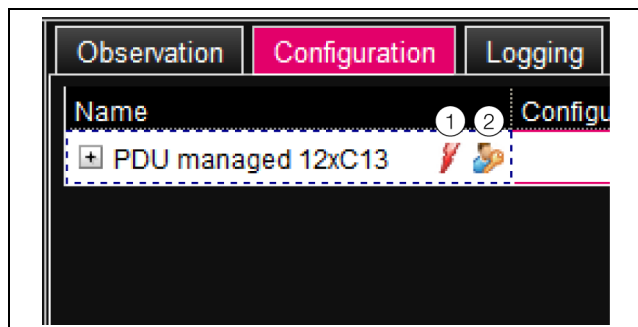 Observation Configuration Logging
Name 1 2 Configu
PDU managed 12xC13